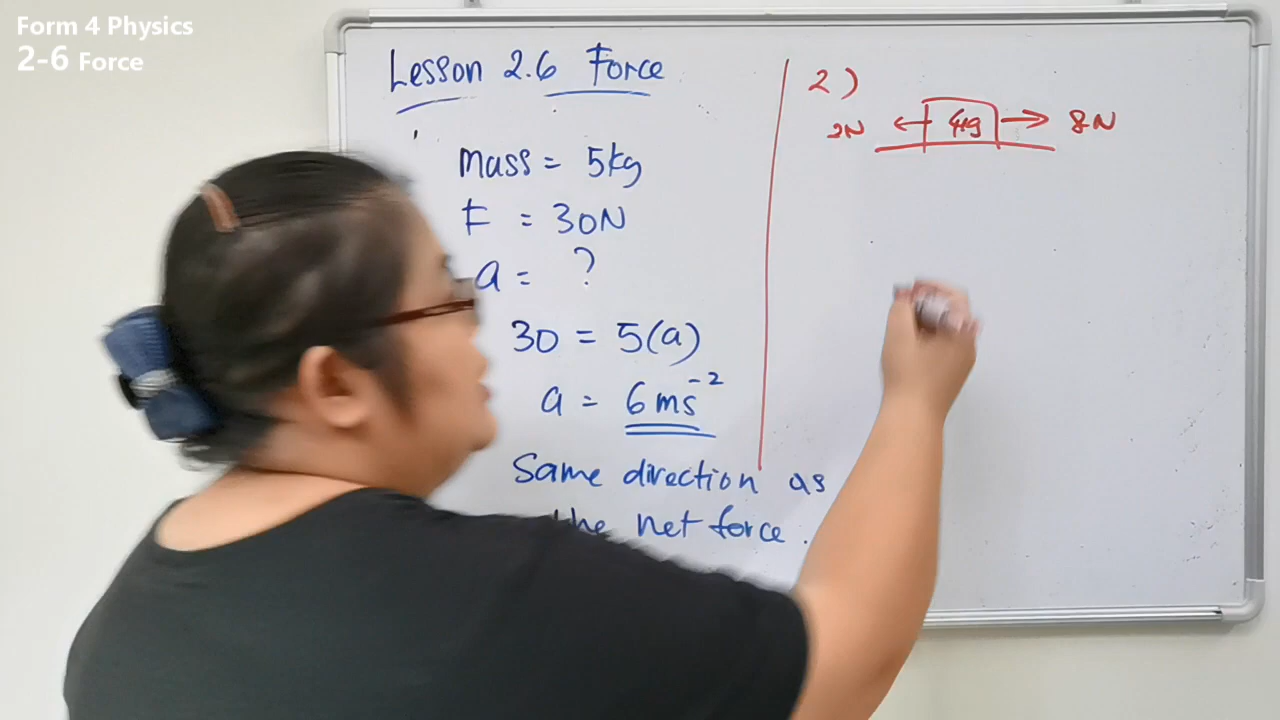 Form 4 Physics
2-6 Force
Lesson 2.6 Force
mass = 5kg
F = 30N
a = ?
30 = 5(a)
a = 6ms⁻²
Same direction as
the net force.
2)
2N ← 4kg → 8N